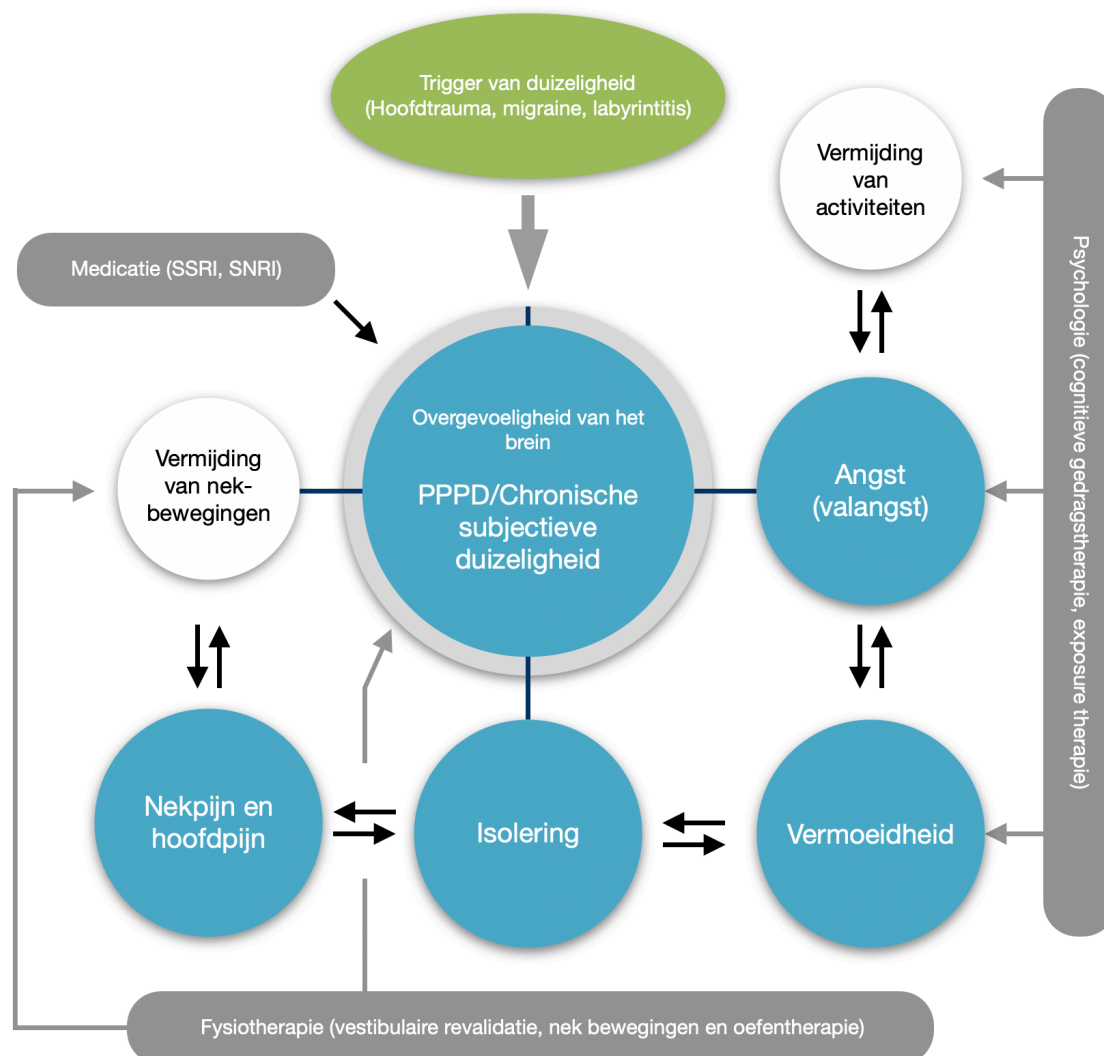 Trigger van duizeligheid
(Hoofdtrauma, migraine, labyrintitis)
Vermijding
van
activiteiten
Medicatie (SSRI, SNRI)
Overgevoeligheid van het
brein
PPPD/Chronische
subjectieve
duizeligheid
Vermijding
van nek-
bewegingen
Angst
(valangst)
Psychologie (cognitieve gedragstherapie, exposure therapie)
Nekpijn en
hoofdpijn
Isolering
Vermoeidheid
Fysiotherapie (vestibulaire revalidatie, nek bewegingen en oefentherapie)